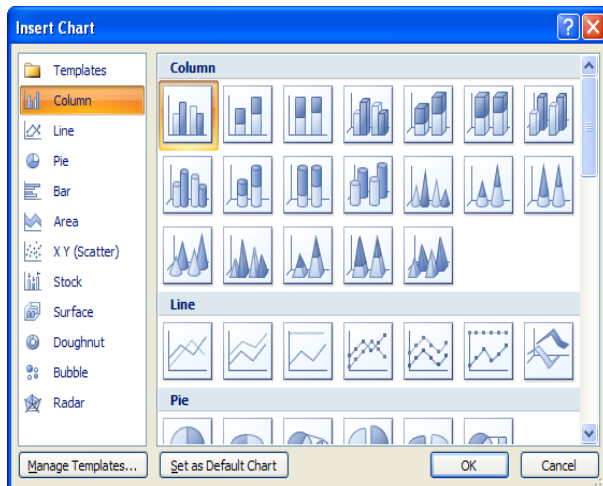 Insert Chart
Templates
Column
Line
Pie
Bar
Area
X Y (Scatter)
Stock
Surface
Doughnut
Bubble
Radar
Column
Line
Pie
Manage Templates...
Set as Default Chart
OK
Cancel